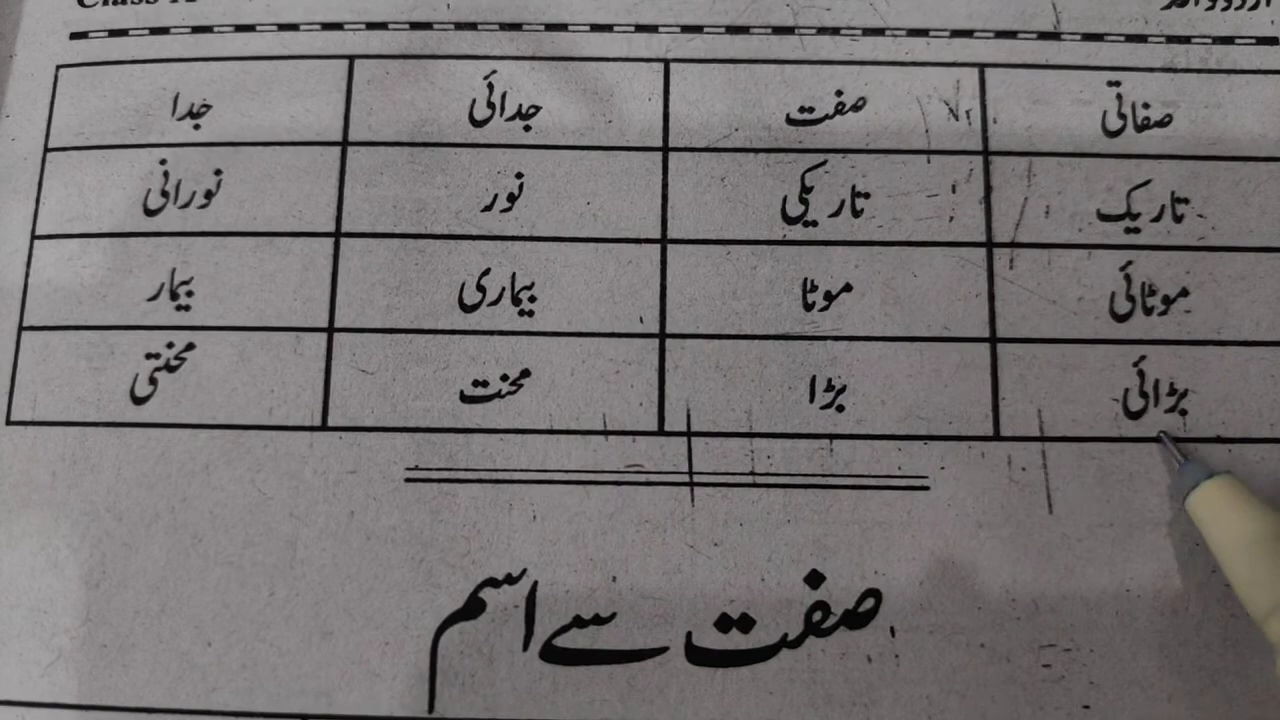 صفاتی صفت جدائی جدا
تاریک تاریکی نور نورانی
موٹائی موٹا بیماری بیمار
بڑائی بڑا محنت محنتی
صفت سے اسم